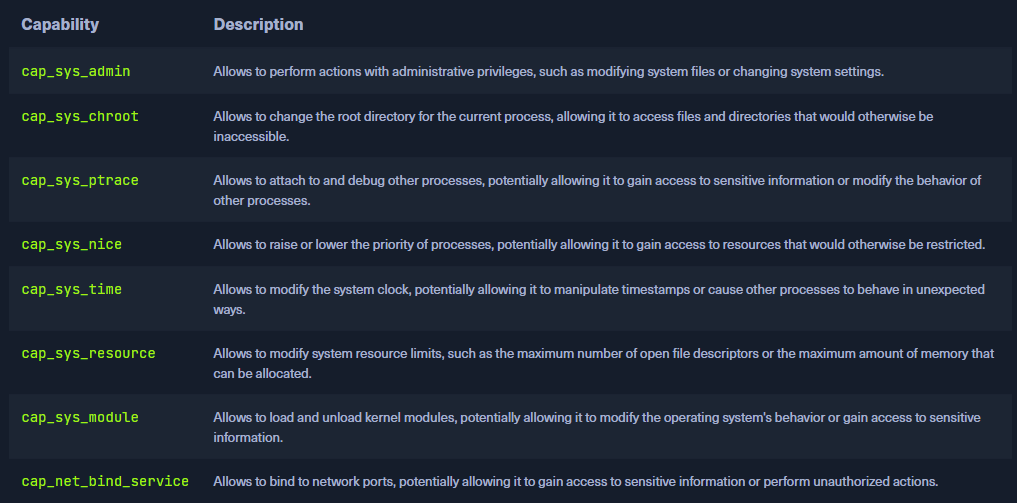 Capability Description
cap_sys_admin Allows to perform actions with administrative privileges, such as modifying system files or changing system settings.
cap_sys_chroot Allows to change the root directory for the current process, allowing it to access files and directories that would otherwise be
inaccessible.
cap_sys_ptrace Allows to attach to and debug other processes, potentially allowing it to gain access to sensitive information or modify the behavior of
other processes.
cap_sys_nice Allows to raise or lower the priority of processes, potentially allowing it to gain access to resources that would otherwise be restricted.
cap_sys_time Allows to modify the system clock, potentially allowing it to manipulate timestamps or cause other processes to behave in unexpected
ways.
cap_sys_resource Allows to modify system resource limits, such as the maximum number of open file descriptors or the maximum amount of memory that
can be allocated.
cap_sys_module Allows to load and unload kernel modules, potentially allowing it to modify the operating system's behavior or gain access to sensitive
information.
cap_net_bind_service Allows to bind to network ports, potentially allowing it to gain access to sensitive information or perform unauthorized actions.